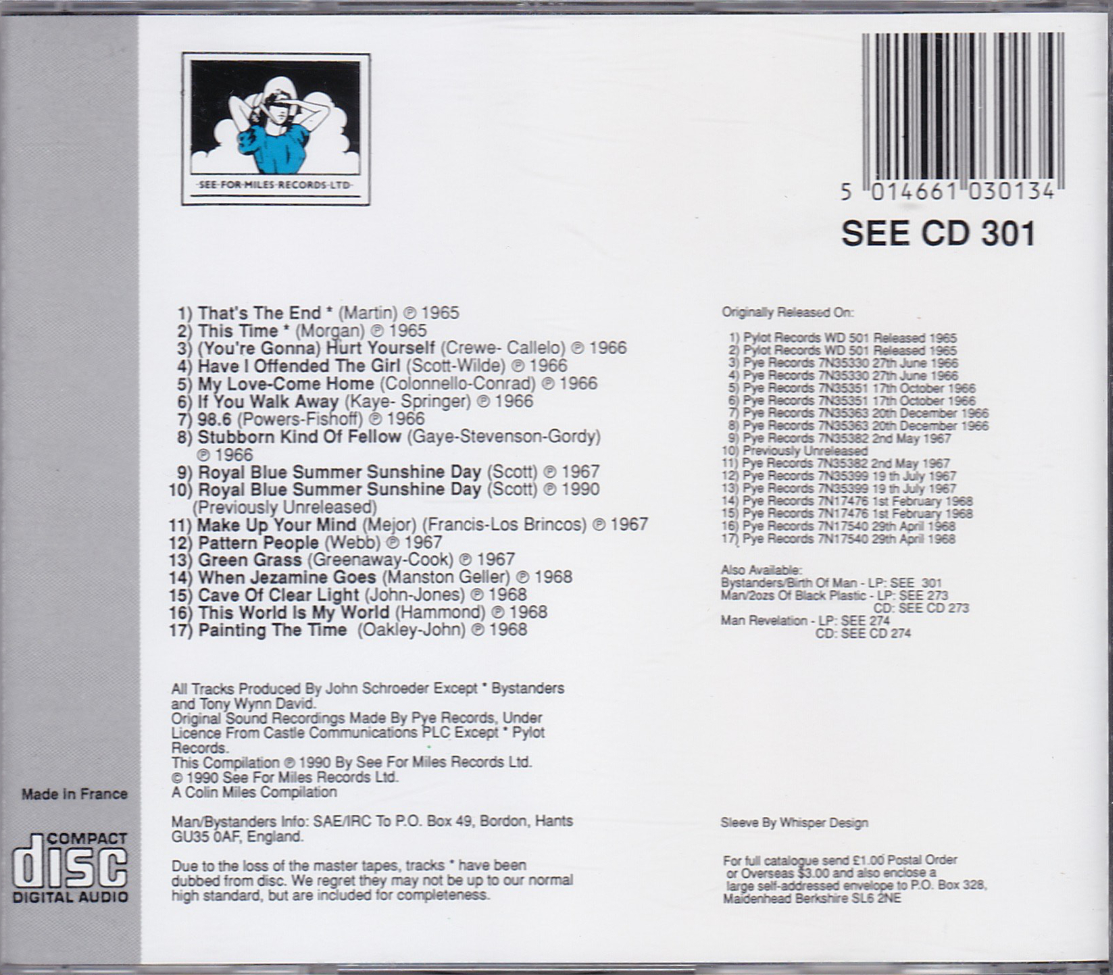 ·SEE·FOR·MILES·RECORDS·LTD·
5 014661 030134
SEE CD 301
1) That's The End * (Martin) ℗ 1965
2) This Time * (Morgan) ℗ 1965
3) (You're Gonna) Hurt Yourself (Crewe- Callelo) ℗ 1966
4) Have I Offended The Girl (Scott-Wilde) ℗ 1966
5) My Love-Come Home (Colonnello-Conrad) ℗ 1966
6) If You Walk Away (Kaye- Springer) ℗ 1966
7) 98.6 (Powers-Fishoff) ℗ 1966
8) Stubborn Kind Of Fellow (Gaye-Stevenson-Gordy)
℗ 1966
9) Royal Blue Summer Sunshine Day (Scott) ℗ 1967
10) Royal Blue Summer Sunshine Day (Scott) ℗ 1990
(Previously Unreleased)
11) Make Up Your Mind (Mejor) (Francis-Los Brincos) ℗ 1967
12) Pattern People (Webb) ℗ 1967
13) Green Grass (Greenaway-Cook) ℗ 1967
14) When Jezamine Goes (Manston Geller) ℗ 1968
15) Cave Of Clear Light (John-Jones) ℗ 1968
16) This World Is My World (Hammond) ℗ 1968
17) Painting The Time (Oakley-John) ℗ 1968
Originally Released On:
1) Pylot Records WD 501 Released 1965
2) Pylot Records WD 501 Released 1965
3) Pye Records 7N35330 27th June 1966
4) Pye Records 7N35330 27th June 1966
5) Pye Records 7N35351 17th October 1966
6) Pye Records 7N35351 17th October 1966
7) Pye Records 7N35363 20th December 1966
8) Pye Records 7N35363 20th December 1966
9) Pye Records 7N35382 2nd May 1967
10) Previously Unreleased
11) Pye Records 7N35382 2nd May 1967
12) Pye Records 7N35399 19 th July 1967
13) Pye Records 7N35399 19 th July 1967
14) Pye Records 7N17476 1st February 1968
15) Pye Records 7N17476 1st February 1968
16) Pye Records 7N17540 29th April 1968
17) Pye Records 7N17540 29th April 1968
Also Available:
Bystanders/Birth Of Man - LP: SEE 301
Man/2ozs Of Black Plastic - LP: SEE 273
CD: SEE CD 273
Man Revelation - LP: SEE 274
CD: SEE CD 274
All Tracks Produced By John Schroeder Except * Bystanders
and Tony Wynn David.
Original Sound Recordings Made By Pye Records, Under
Licence From Castle Communications PLC Except * Pylot
Records.
This Compilation ℗ 1990 By See For Miles Records Ltd.
© 1990 See For Miles Records Ltd.
A Colin Miles Compilation
Man/Bystanders Info: SAE/IRC To P.O. Box 49, Bordon, Hants
GU35 0AF, England.
Due to the loss of the master tapes, tracks * have been
dubbed from disc. We regret they may not be up to our normal
high standard, but are included for completeness.
Sleeve By Whisper Design
For full catalogue send £1.00 Postal Order
or Overseas $3.00 and also enclose a
large self-addressed envelope to P.O. Box 328,
Maidenhead Berkshire SL6 2NE
Made in France
COMPACT
disc
DIGITAL AUDIO